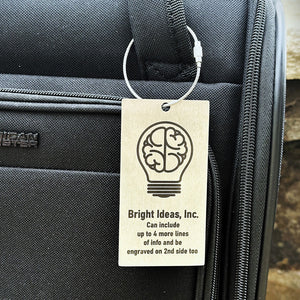 Bright Ideas, Inc.
Can include
up to 4 more lines
of info and be
engraved on 2nd side too